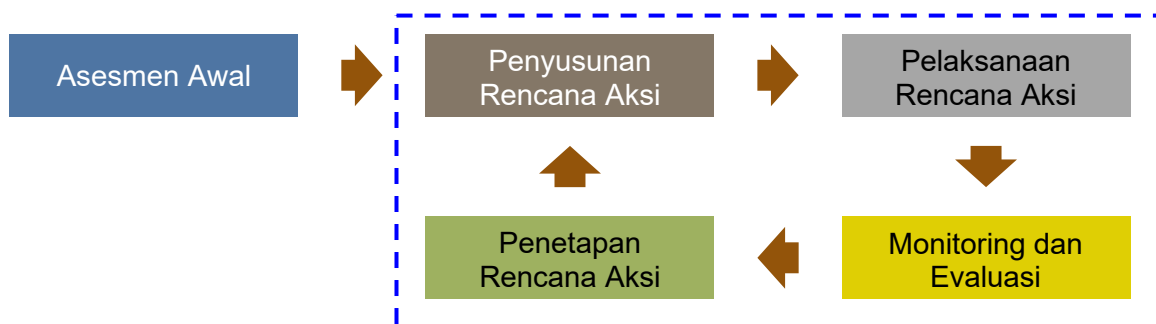 Asesmen Awal
Penyusunan
Rencana Aksi
Pelaksanaan
Rencana Aksi
Penetapan
Rencana Aksi
Monitoring dan
Evaluasi